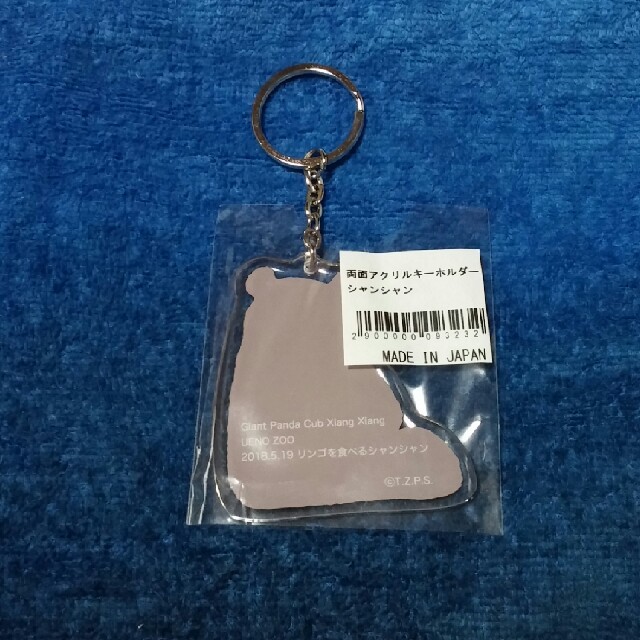 両面アクリルキーホルダー
シャンシャン
2900000090232
MADE IN JAPAN
Giant Panda Cub Xiang Xiang
UENO ZOO
2018.5.19 リンゴを食べるシャンシャン
©T.Z.P.S.